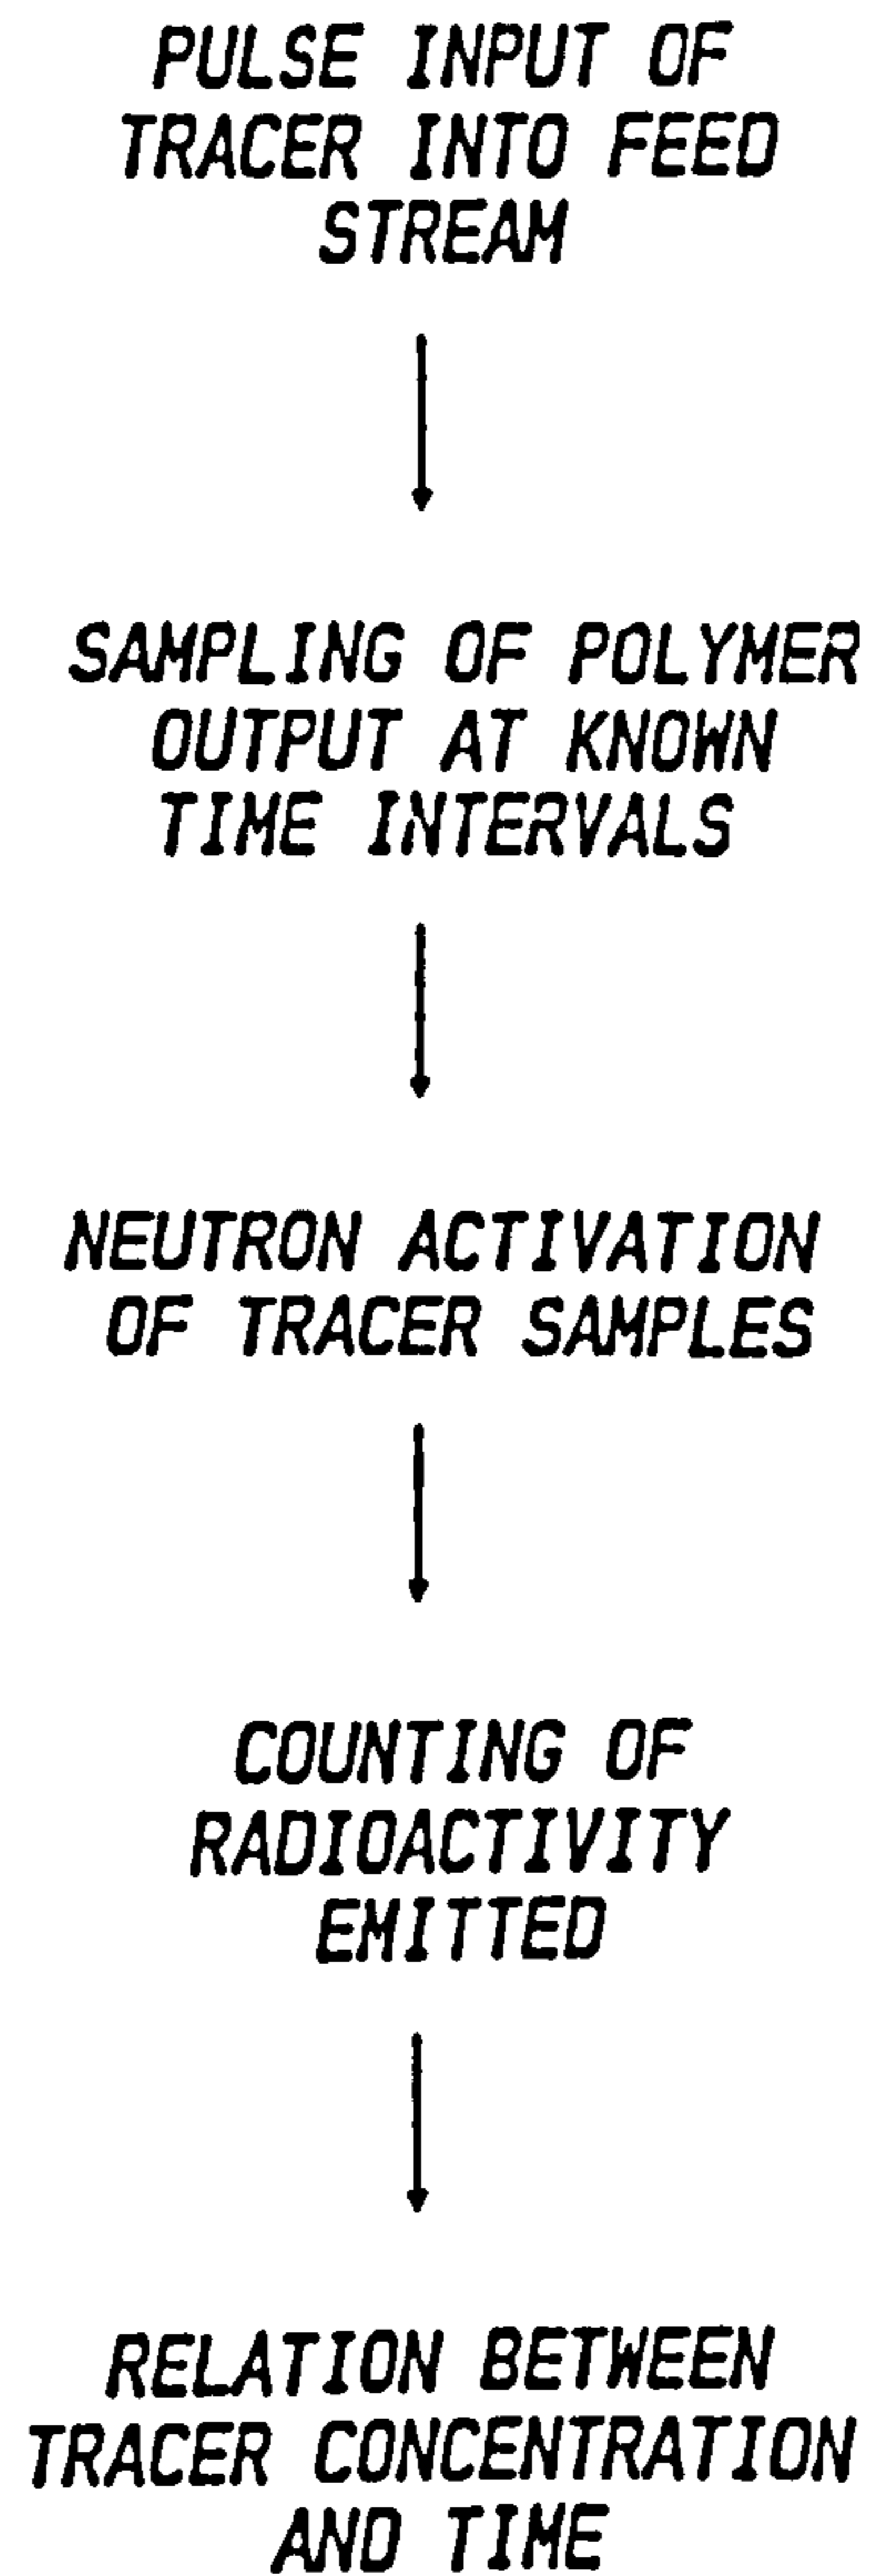 PULSE INPUT OF
TRACER INTO FEED
STREAM
SAMPLING OF POLYMER
OUTPUT AT KNOWN
TIME INTERVALS
NEUTRON ACTIVATION
OF TRACER SAMPLES
COUNTING OF
RADIOACTIVITY
EMITTED
RELATION BETWEEN
TRACER CONCENTRATION
AND TIME